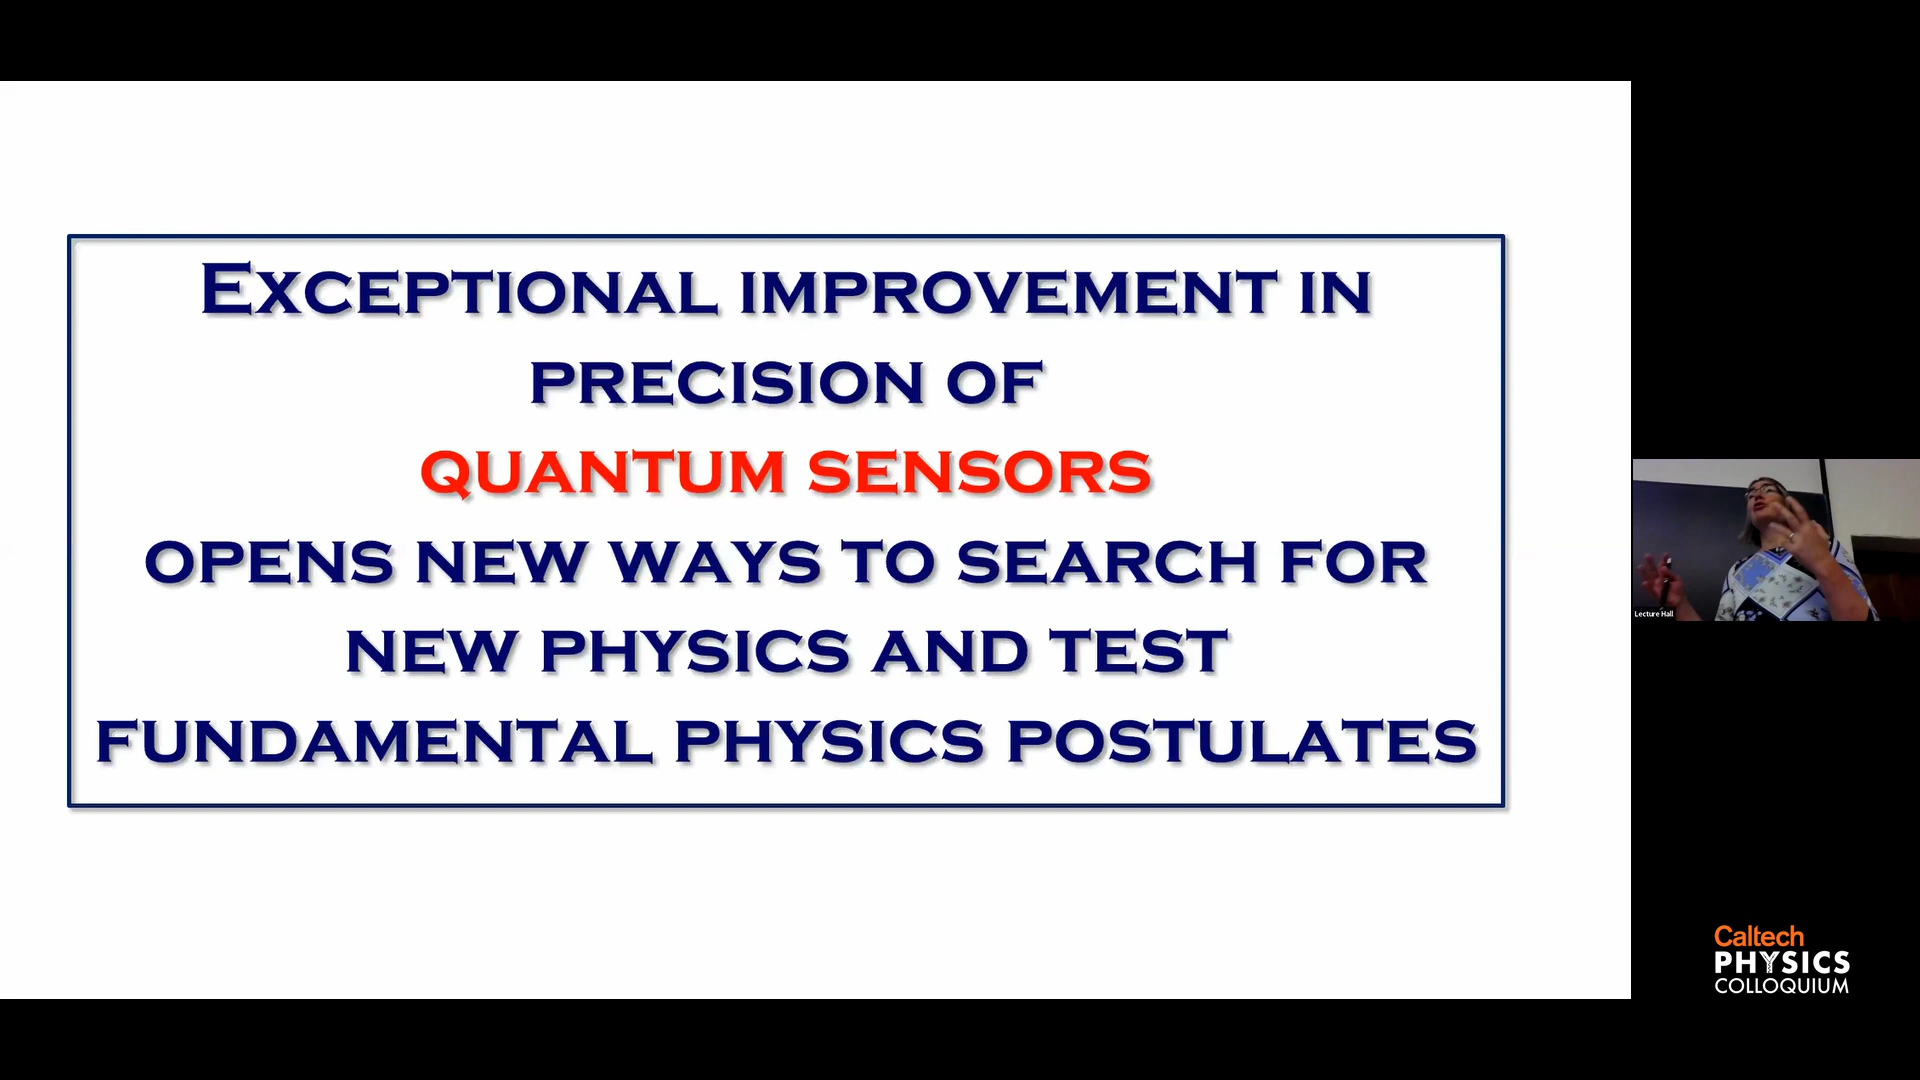 EXCEPTIONAL IMPROVEMENT IN
PRECISION OF
QUANTUM SENSORS
OPENS NEW WAYS TO SEARCH FOR
NEW PHYSICS AND TEST
FUNDAMENTAL PHYSICS POSTULATES
Lecture Hall
Caltech
PHYSICS
COLLOQUIUM